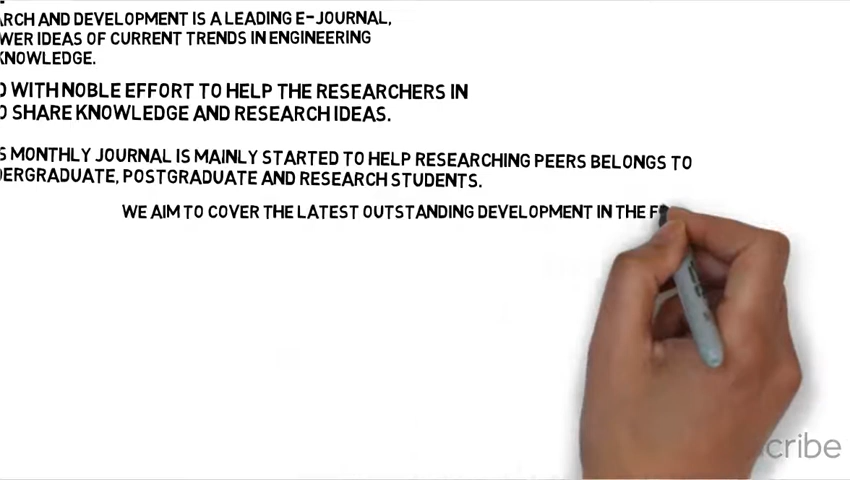 ARCH AND DEVELOPMENT IS A LEADING E-JOURNAL,
WER IDEAS OF CURRENT TRENDS IN ENGINEERING
KNOWLEDGE.
WITH NOBLE EFFORT TO HELP THE RESEARCHERS IN
SHARE KNOWLEDGE AND RESEARCH IDEAS.
S MONTHLY JOURNAL IS MAINLY STARTED TO HELP RESEARCHING PEERS BELONGS TO
ERGRADUATE, POSTGRADUATE AND RESEARCH STUDENTS.
WE AIM TO COVER THE LATEST OUTSTANDING DEVELOPMENT IN THE F
cribe